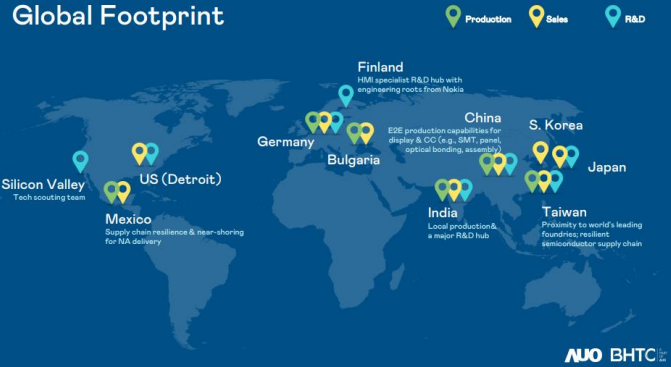 Global Footprint
Production
Sales
R&D
Finland
HMI specialist R&D hub with
engineering roots from Nokia
China
E2E production capabilities for
display & CC (e.g., SMT, panel,
optical bonding, assembly)
S. Korea
Germany
Bulgaria
Japan
Silicon Valley
Tech scouting team
US (Detroit)
Mexico
Supply chain resilience & near-shoring
for NA delivery
India
Local production&
a major R&D hub
Taiwan
Proximity to world's leading
foundries; resilient
semiconductor supply chain
AUO BHTC